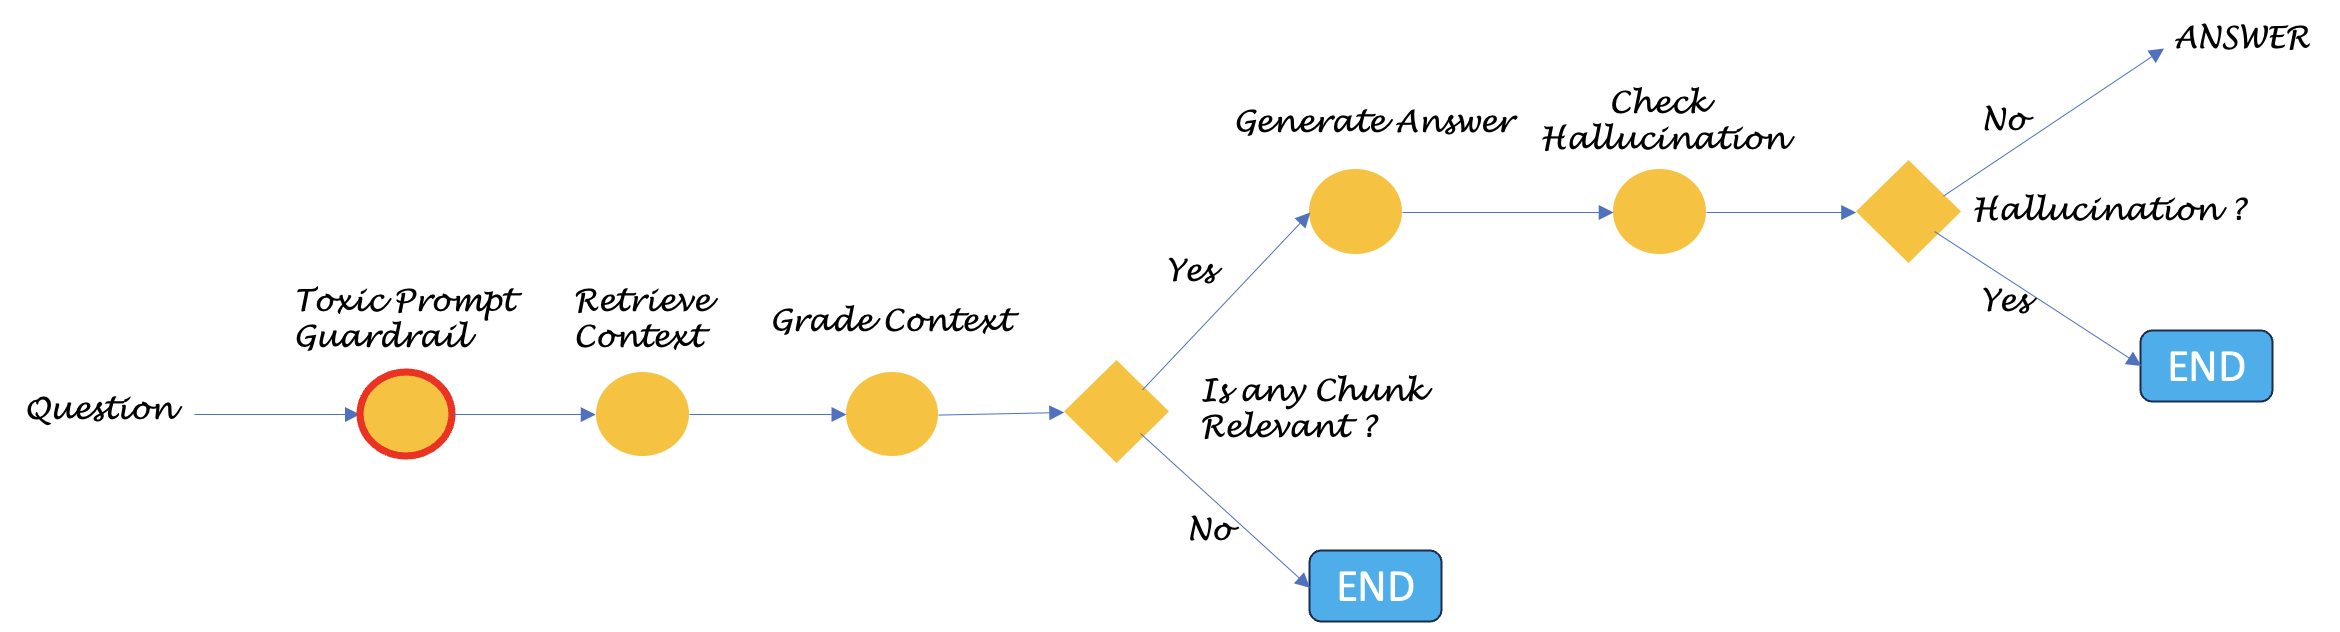 Question
Toxic Prompt
Guardrail
Retrieve
Context
Grade Context
Is any Chunk
Relevant ?
Yes
No
END
Generate Answer
Check
Hallucination
Hallucination ?
No
ANSWER
Yes
END